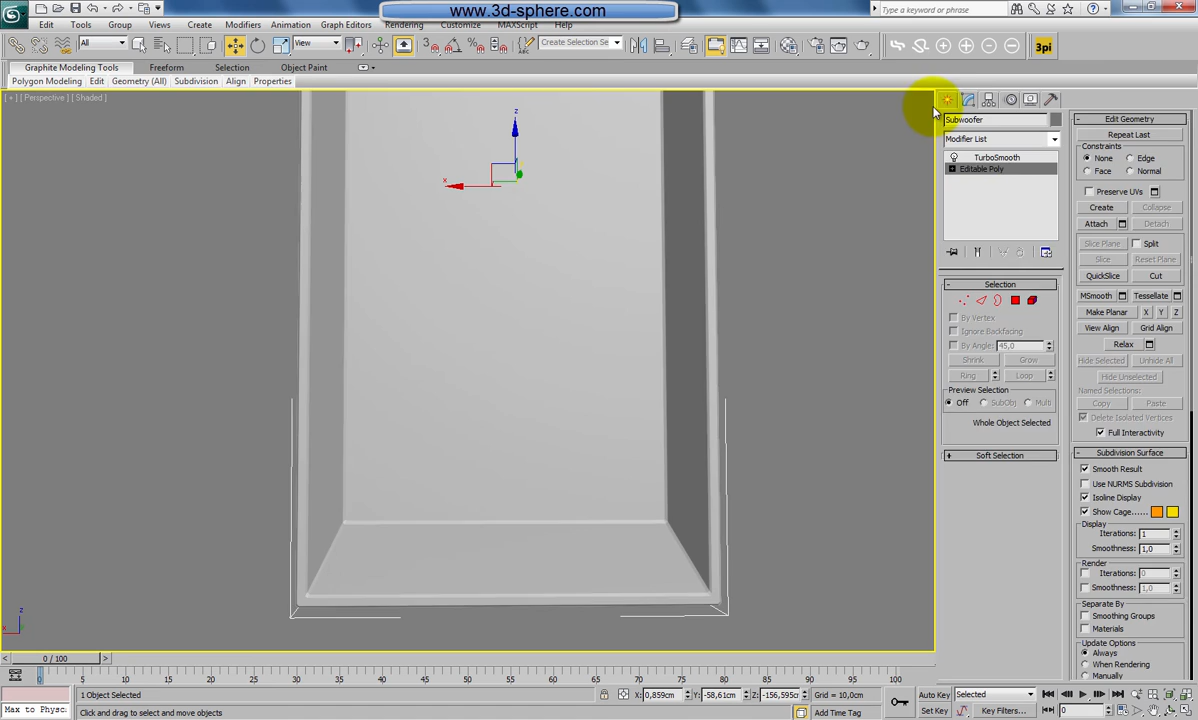 www.3d-sphere.com
Type a keyword or phrase
Edit Tools Group Views Create Modifiers Animation Graph Editors Rendering Customize MAXScript Help
All View Create Selection Se 3pi
Graphite Modeling Tools Freeform Selection Object Paint
Polygon Modeling Edit Geometry (All) Subdivision Align Properties
[ + ] [ Perspective ] [ Shaded ]
Subwoofer
Modifier List
TurboSmooth
Editable Poly
Selection
By Vertex
Ignore Backfacing
By Angle: 45,0
Shrink Grow
Ring Loop
Preview Selection
Off SubObj Multi
Whole Object Selected
Soft Selection
Edit Geometry
Repeat Last
Constraints
None Edge
Face Normal
Preserve UVs
Create Collapse
Attach Detach
Slice Plane Split
Slice Reset Plane
QuickSlice Cut
MSmooth Tessellate
Make Planar X Y Z
View Align Grid Align
Relax
Hide Selected Unhide All
Hide Unselected
Named Selections:
Copy Paste
Delete Isolated Vertices
Full Interactivity
Subdivision Surface
Smooth Result
Use NURMS Subdivision
Isoline Display
Show Cage......
Display
Iterations: 1
Smoothness: 1,0
Render
Iterations: 0
Smoothness: 1,0
Separate By
Smoothing Groups
Materials
Update Options
Always
When Rendering
Manually
z
x
z
x
0 / 100
0 5 10 15 20 25 30 35 40 45 50 55 60 65 70 75 80 85 90 95 100
1 Object Selected X: 0,859cm Y: -58,61cm Z: -156,595cm Grid = 10,0cm Auto Key Selected
Max to Physc Click and drag to select and move objects Add Time Tag Set Key Key Filters... 0